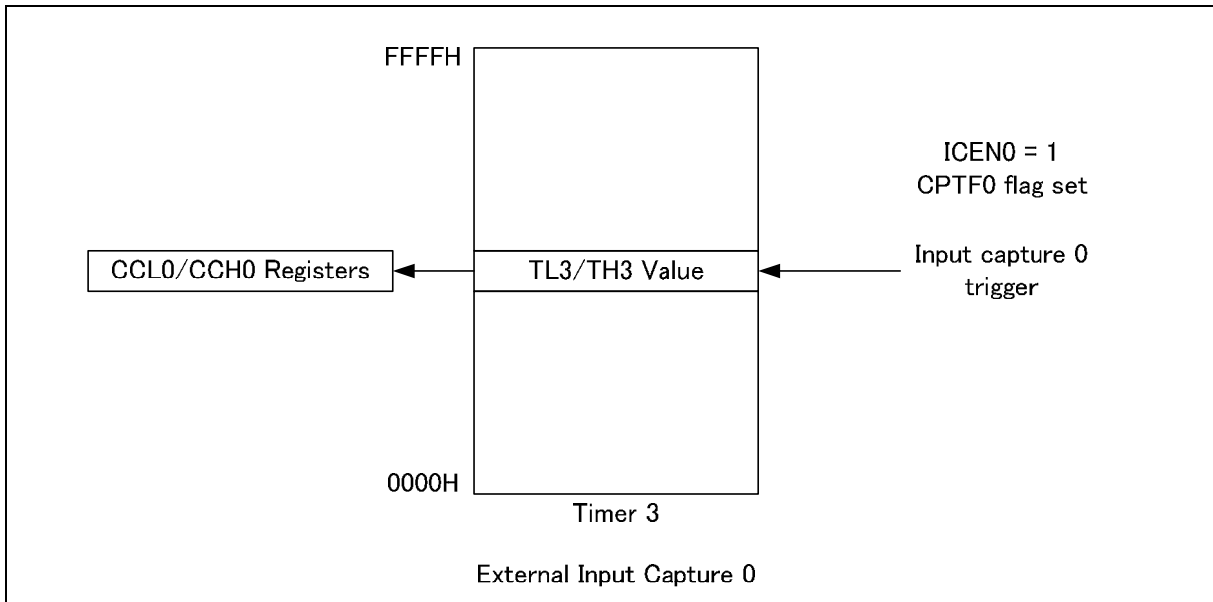 FFFFH
ICEN0 = 1
CPTF0 flag set
CCL0/CCH0 Registers
TL3/TH3 Value
Input capture 0
trigger
0000H
Timer 3
External Input Capture 0